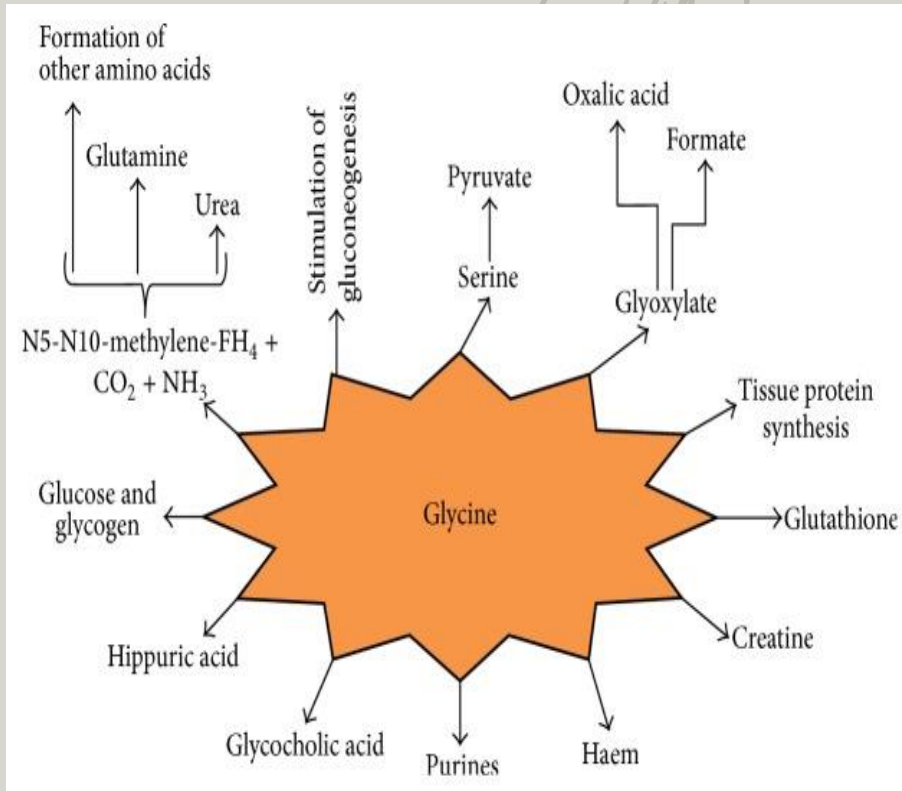 Formation of
other amino acids
Glutamine
Urea
N5-N10-methylene-FH₄ +
CO₂ + NH₃
Stimulation of
gluconeogenesis
Pyruvate
Serine
Oxalic acid
Formate
Glyoxylate
Tissue protein
synthesis
Glucose and
glycogen
Glycine
Glutathione
Hippuric acid
Creatine
Glycocholic acid
Purines
Haem